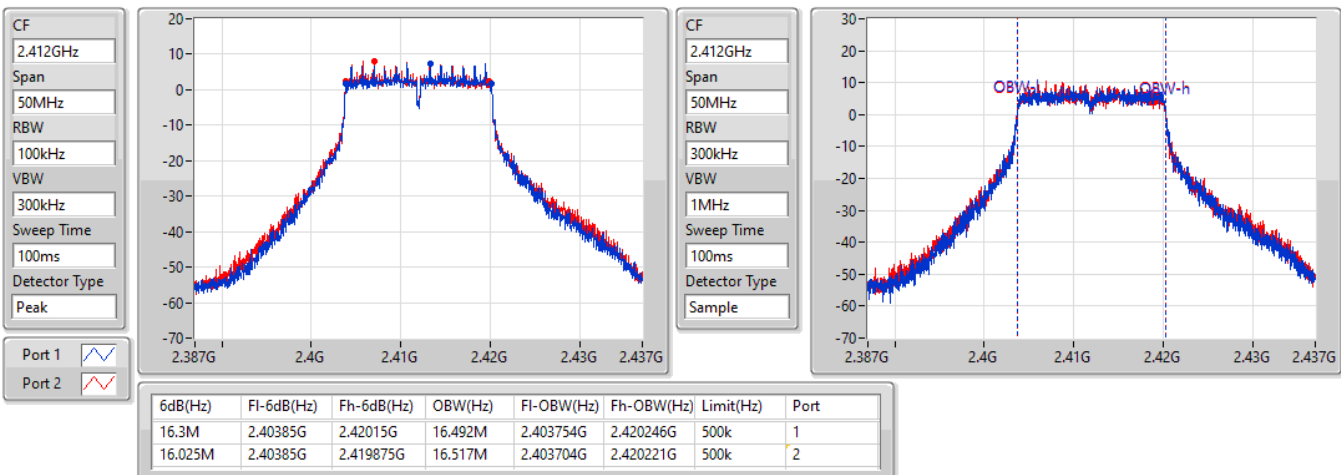 CF
2.412GHz
Span
50MHz
RBW
100kHz
VBW
300kHz
Sweep Time
100ms
Detector Type
Peak
Port 1
Port 2
20
10
0
-10
-20
-30
-40
-50
-60
-70
2.387G 2.4G 2.41G 2.42G 2.43G 2.437G
CF
2.412GHz
Span
50MHz
RBW
300kHz
VBW
1MHz
Sweep Time
100ms
Detector Type
Sample
30
20
10
0
-10
-20
-30
-40
-50
-60
-70
OBW-l OBW-h
2.387G 2.4G 2.41G 2.42G 2.43G 2.437G
6dB(Hz) Fl-6dB(Hz) Fh-6dB(Hz) OBW(Hz) Fl-OBW(Hz) Fh-OBW(Hz) Limit(Hz) Port
16.3M 2.40385G 2.42015G 16.492M 2.403754G 2.420246G 500k 1
16.025M 2.40385G 2.419875G 16.517M 2.403704G 2.420221G 500k 2